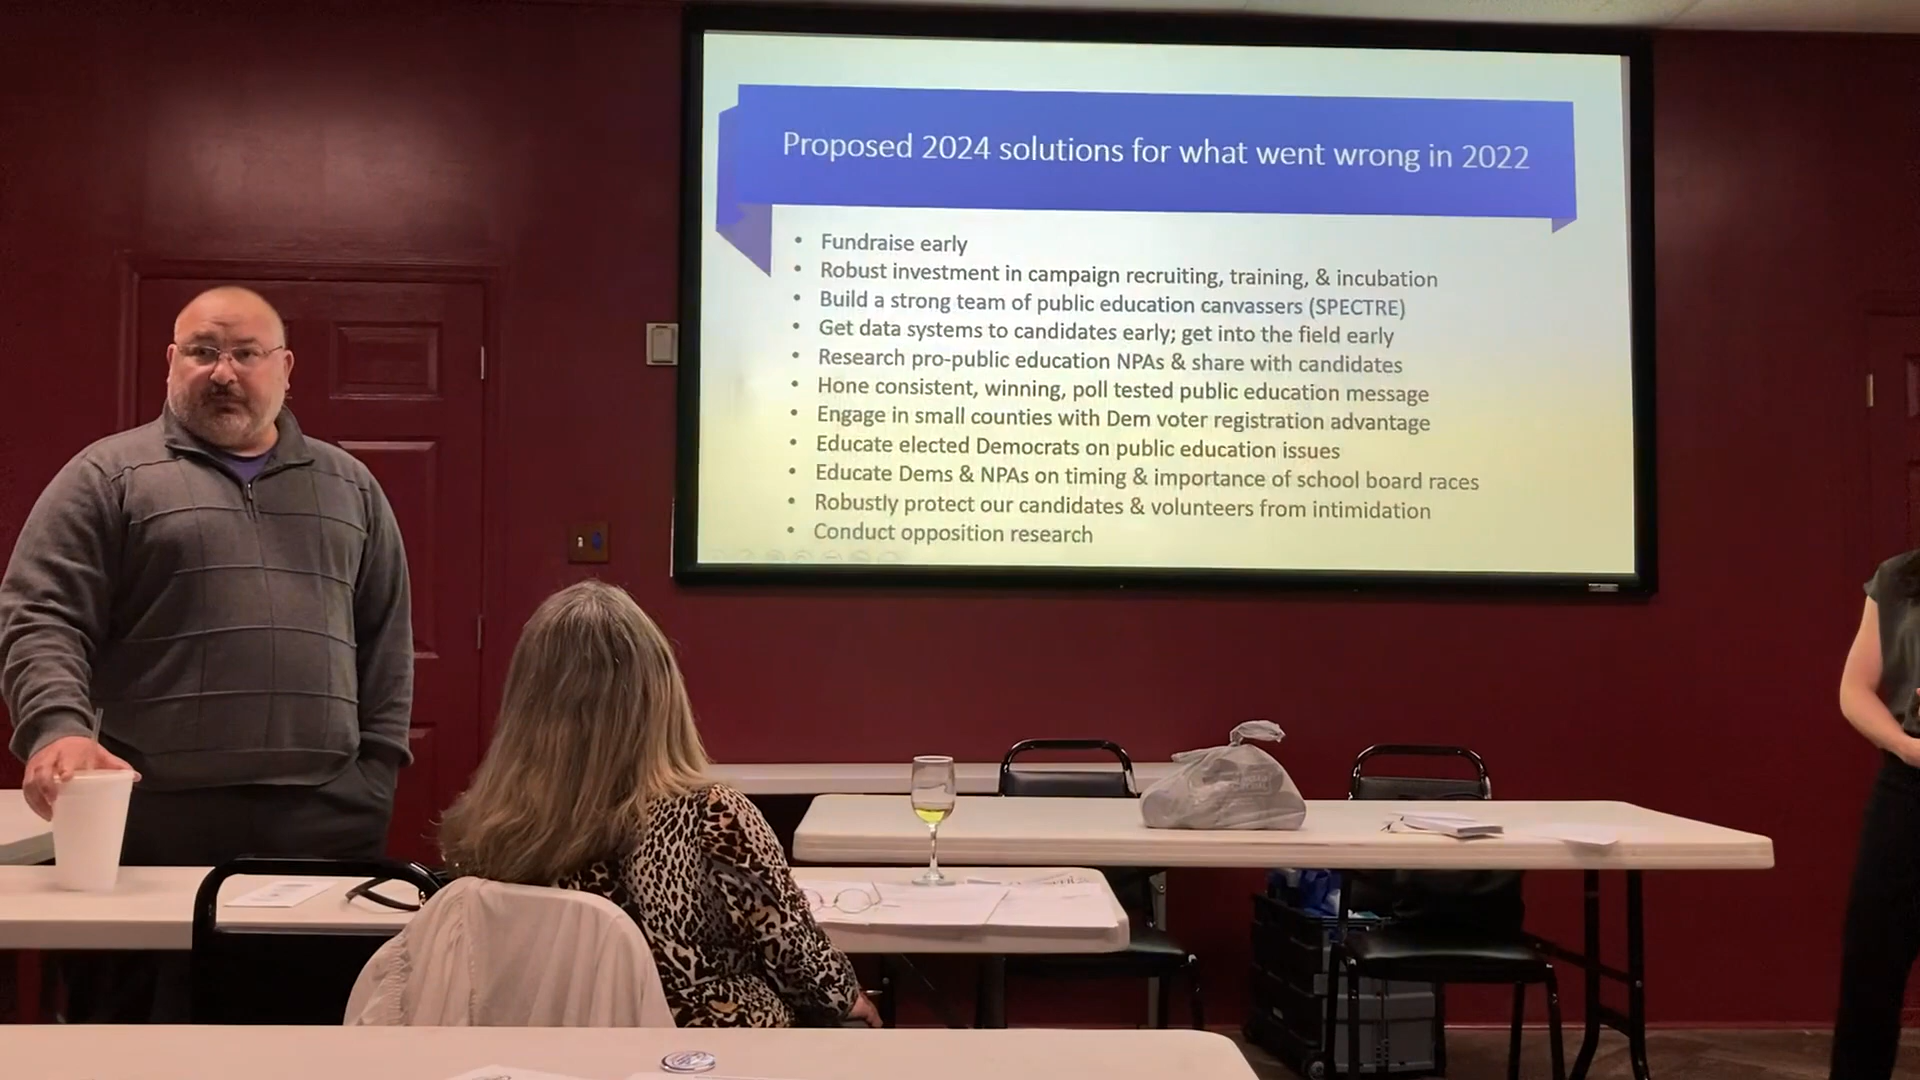 Proposed 2024 solutions for what went wrong in 2022
• Fundraise early
• Robust investment in campaign recruiting, training, & incubation
• Build a strong team of public education canvassers (SPECTRE)
• Get data systems to candidates early; get into the field early
• Research pro-public education NPAs & share with candidates
• Hone consistent, winning, poll tested public education message
• Engage in small counties with Dem voter registration advantage
• Educate elected Democrats on public education issues
• Educate Dems & NPAs on timing & importance of school board races
• Robustly protect our candidates & volunteers from intimidation
• Conduct opposition research